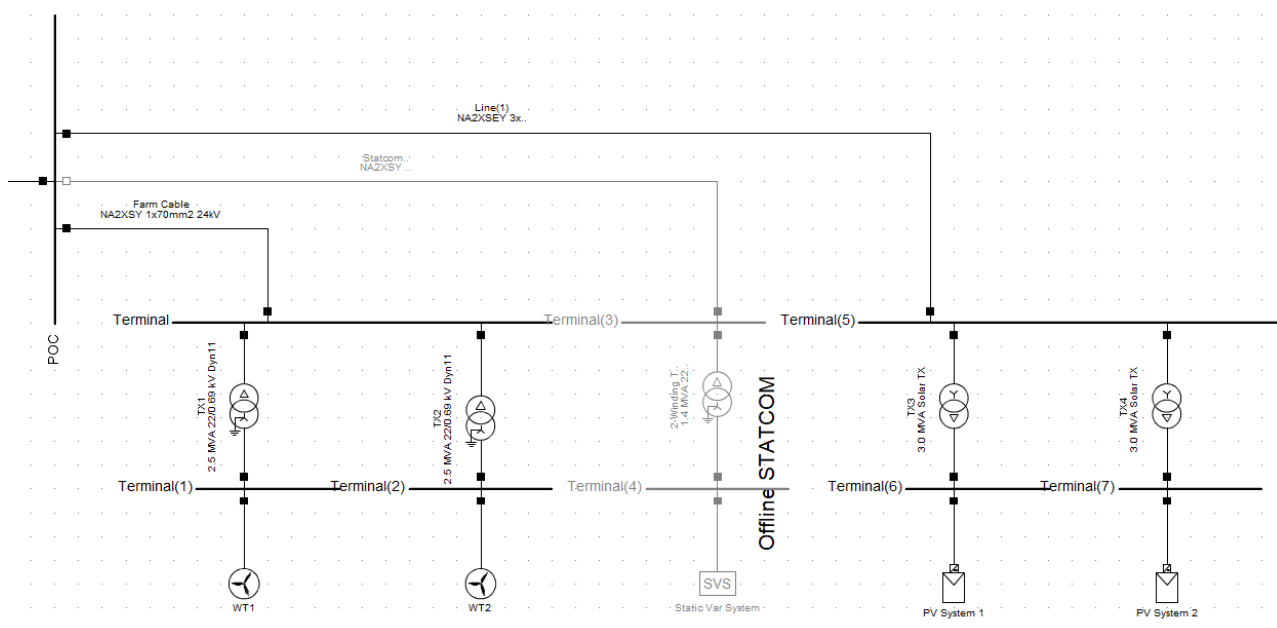 Line(1)
NA2XSEY 3x..
Statcom..
NA2XSY ..
Farm Cable
NA2XSY 1x70mm2 24kV
POC
Terminal
Terminal(3)
Terminal(5)
TX1
2.5 MVA 22/0.69 kV Dyn11
TX2
2.5 MVA 22/0.69 kV Dyn11
2-Winding T..
1.4 MVA 22..
Offline STATCOM
TX3
3.0 MVA Solar TX
TX4
3.0 MVA Solar TX
Terminal(1)
Terminal(2)
Terminal(4)
Terminal(6)
Terminal(7)
SVS
WT1
WT2
Static Var System
PV System 1
PV System 2